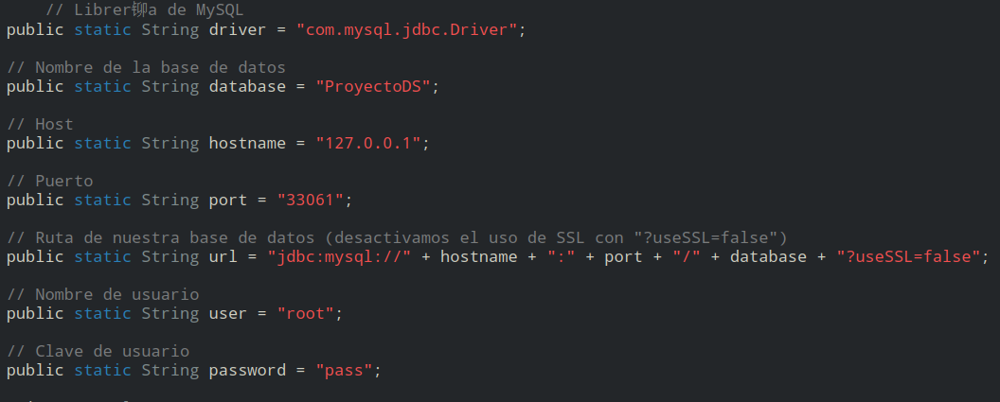 // Librer铆a de MySQL
public static String driver = "com.mysql.jdbc.Driver";
// Nombre de la base de datos
public static String database = "ProyectoDS";
// Host
public static String hostname = "127.0.0.1";
// Puerto
public static String port = "33061";
// Ruta de nuestra base de datos (desactivamos el uso de SSL con "?useSSL=false")
public static String url = "jdbc:mysql://" + hostname + ":" + port + "/" + database + "?useSSL=false";
// Nombre de usuario
public static String user = "root";
// Clave de usuario
public static String password = "pass";